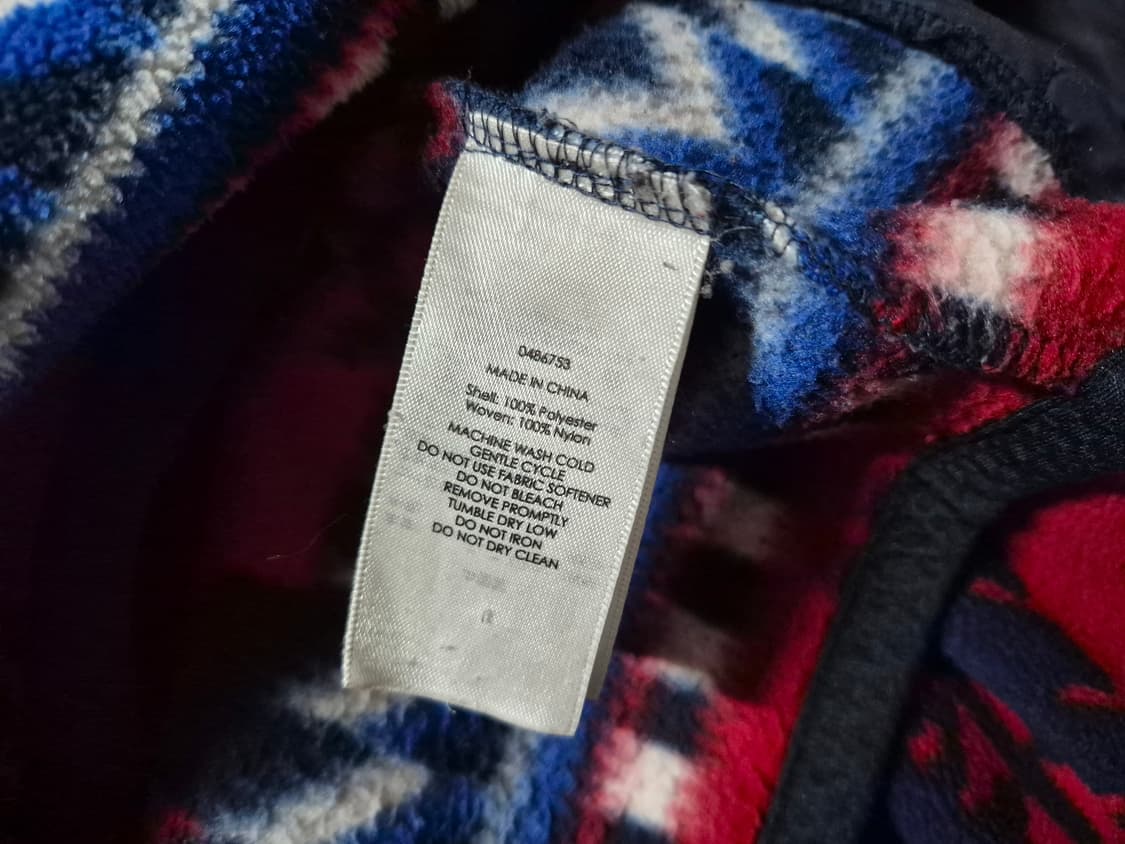 0486753
MADE IN CHINA
Shell: 100% Polyester
Woven: 100% Nylon
MACHINE WASH COLD
GENTLE CYCLE
DO NOT USE FABRIC SOFTENER
DO NOT BLEACH
REMOVE PROMPTLY
TUMBLE DRY LOW
DO NOT IRON
DO NOT DRY CLEAN